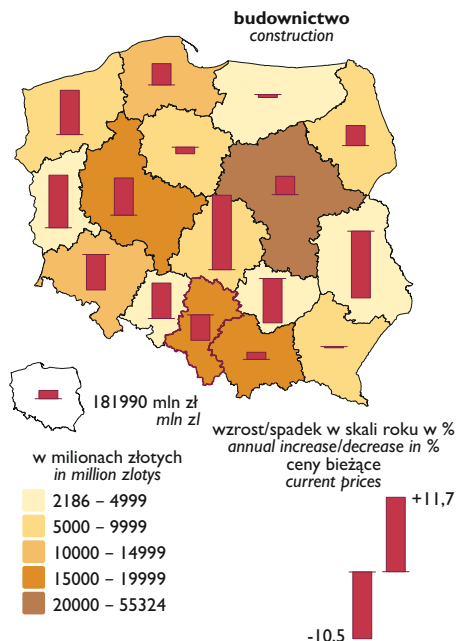 budownictwo
construction
181990 mln zł
mln zl
wzrost/spadek w skali roku w %
annual increase/decrease in %
ceny bieżące
current prices
w milionach złotych
in million zlotys
2186 – 4999
5000 – 9999
10000 – 14999
15000 – 19999
20000 – 55324
+11,7
-10,5